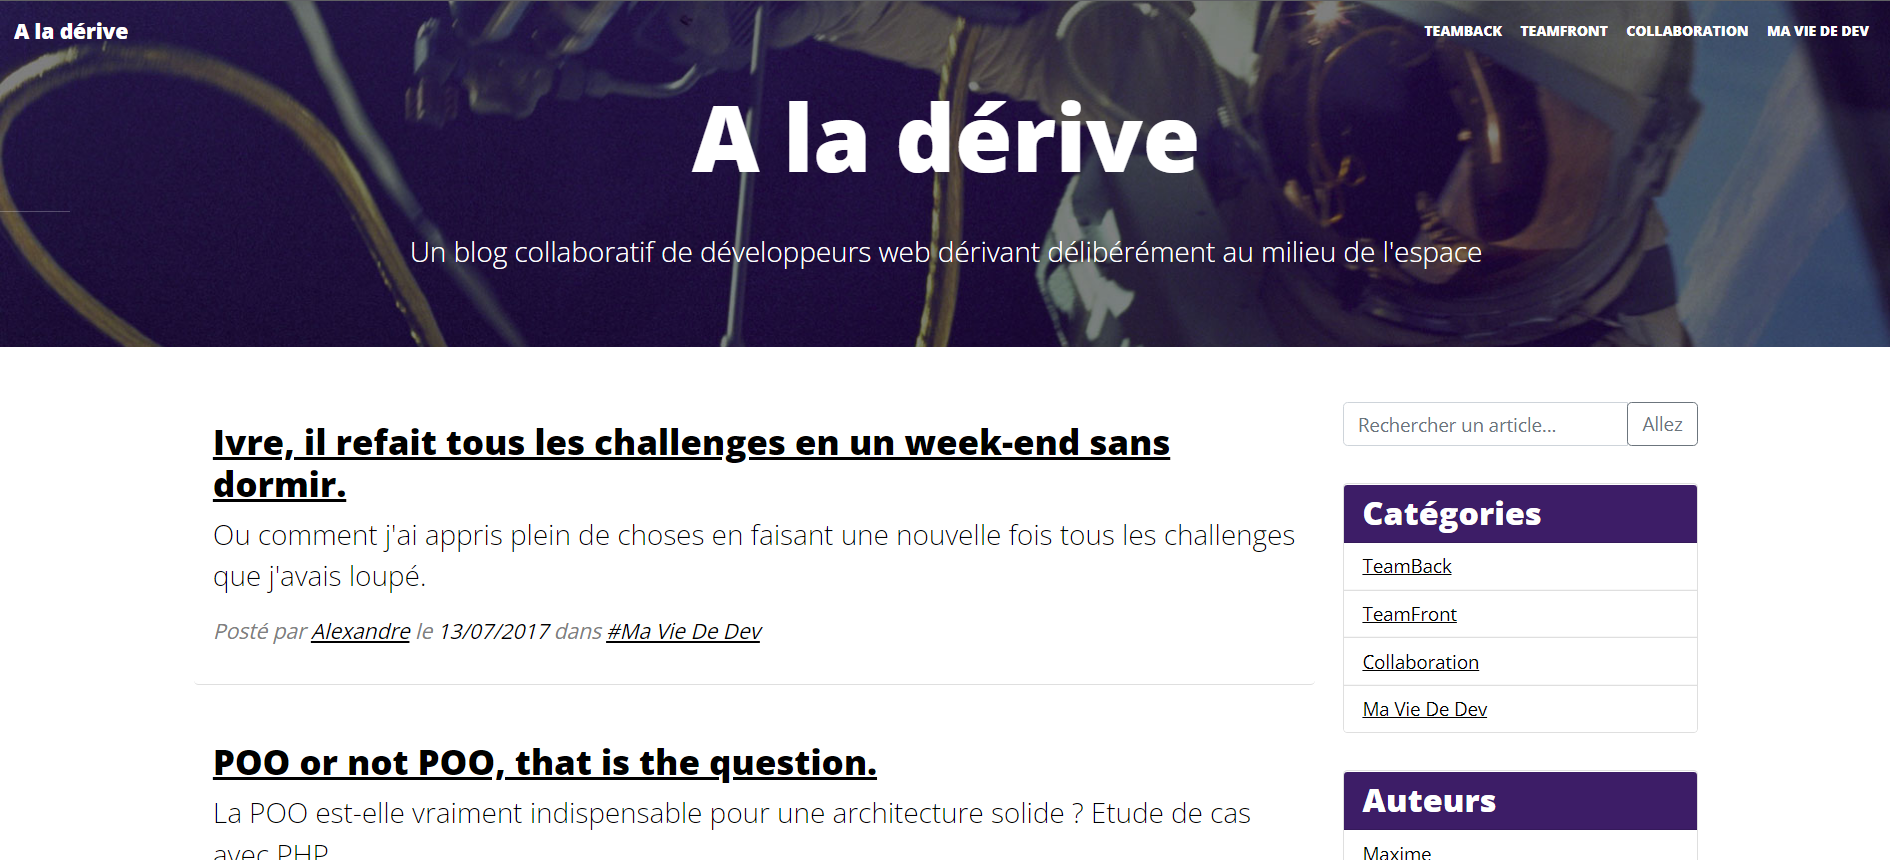 A la dérive
TEAMBACK TEAMFRONT COLLABORATION MA VIE DE DEV
A la dérive
Un blog collaboratif de développeurs web dérivant délibérément au milieu de l'espace
Ivre, il refait tous les challenges en un week-end sans
dormir.
Ou comment j'ai appris plein de choses en faisant une nouvelle fois tous les challenges
que j'avais loupé.
Posté par Alexandre le 13/07/2017 dans #Ma Vie De Dev
POO or not POO, that is the question.
La POO est-elle vraiment indispensable pour une architecture solide ? Etude de cas
avec PHP
Rechercher un article... Allez
Catégories
TeamBack
TeamFront
Collaboration
Ma Vie De Dev
Auteurs
Maxime